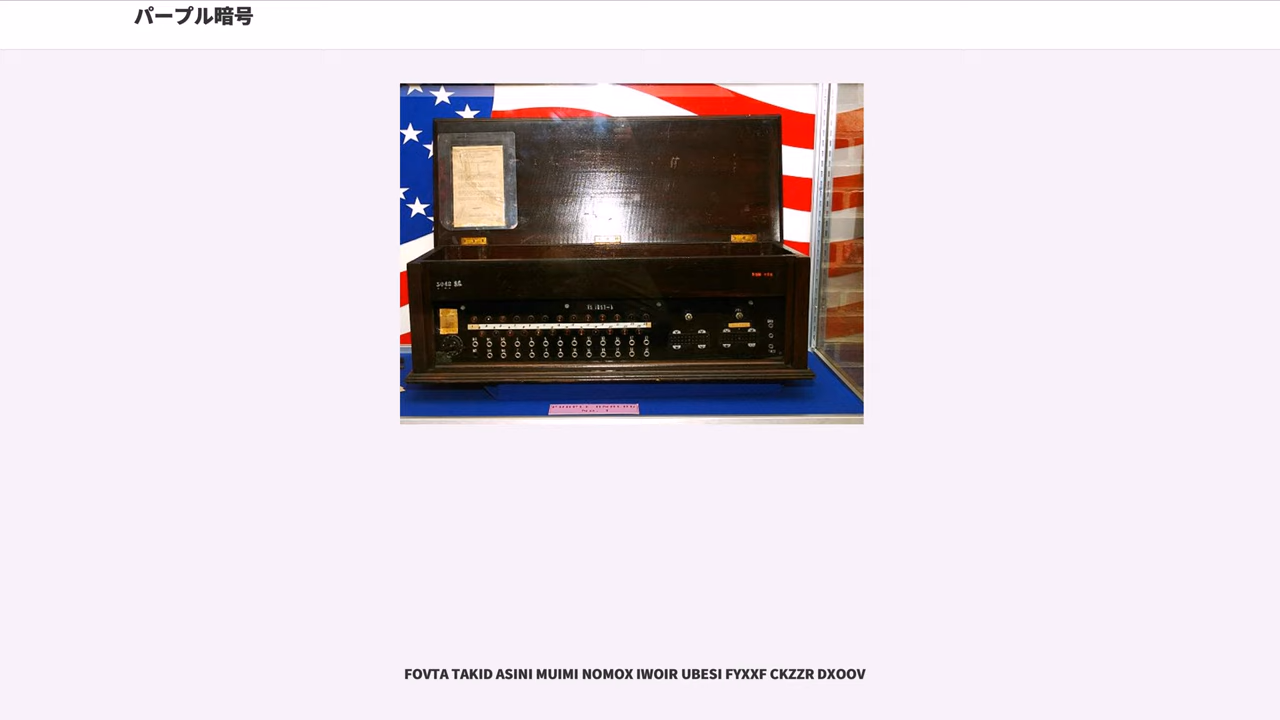 パープル暗号
FOVTA TAKID ASINI MUIMI NOMOX IWOIR UBESI FYXXF CKZZR DXOOV